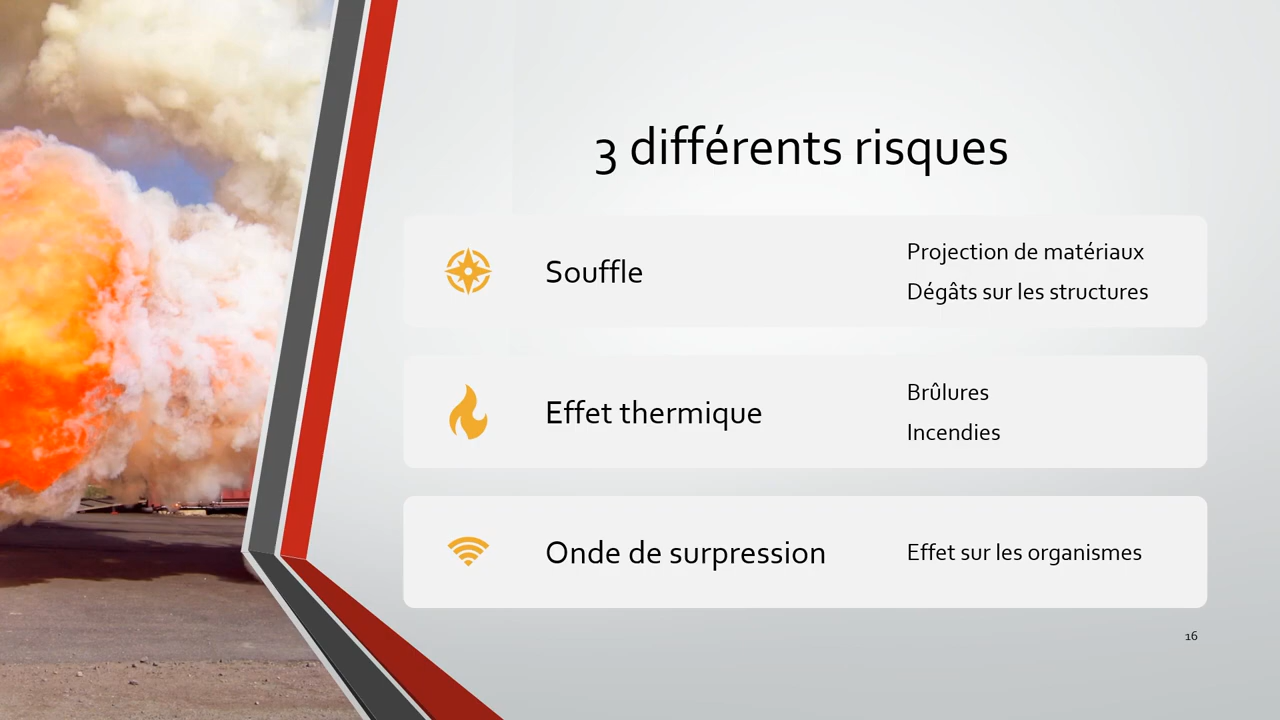 3 différents risques
Souffle
Projection de matériaux
Dégâts sur les structures
Effet thermique
Brûlures
Incendies
Onde de surpression
Effet sur les organismes
16